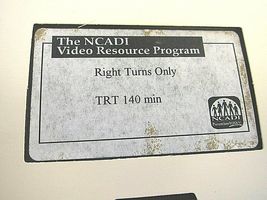 The NCADI
Video Resource Program
Right Turns Only
TRT 140 min
NCADI